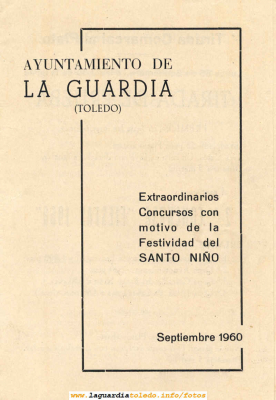 AYUNTAMIENTO DE
LA GUARDIA
(TOLEDO)
Extraordinarios
Concursos con
motivo de la
Festividad del
SANTO NIÑO
Septiembre 1960
www.laguardiatoledo.info/fotos